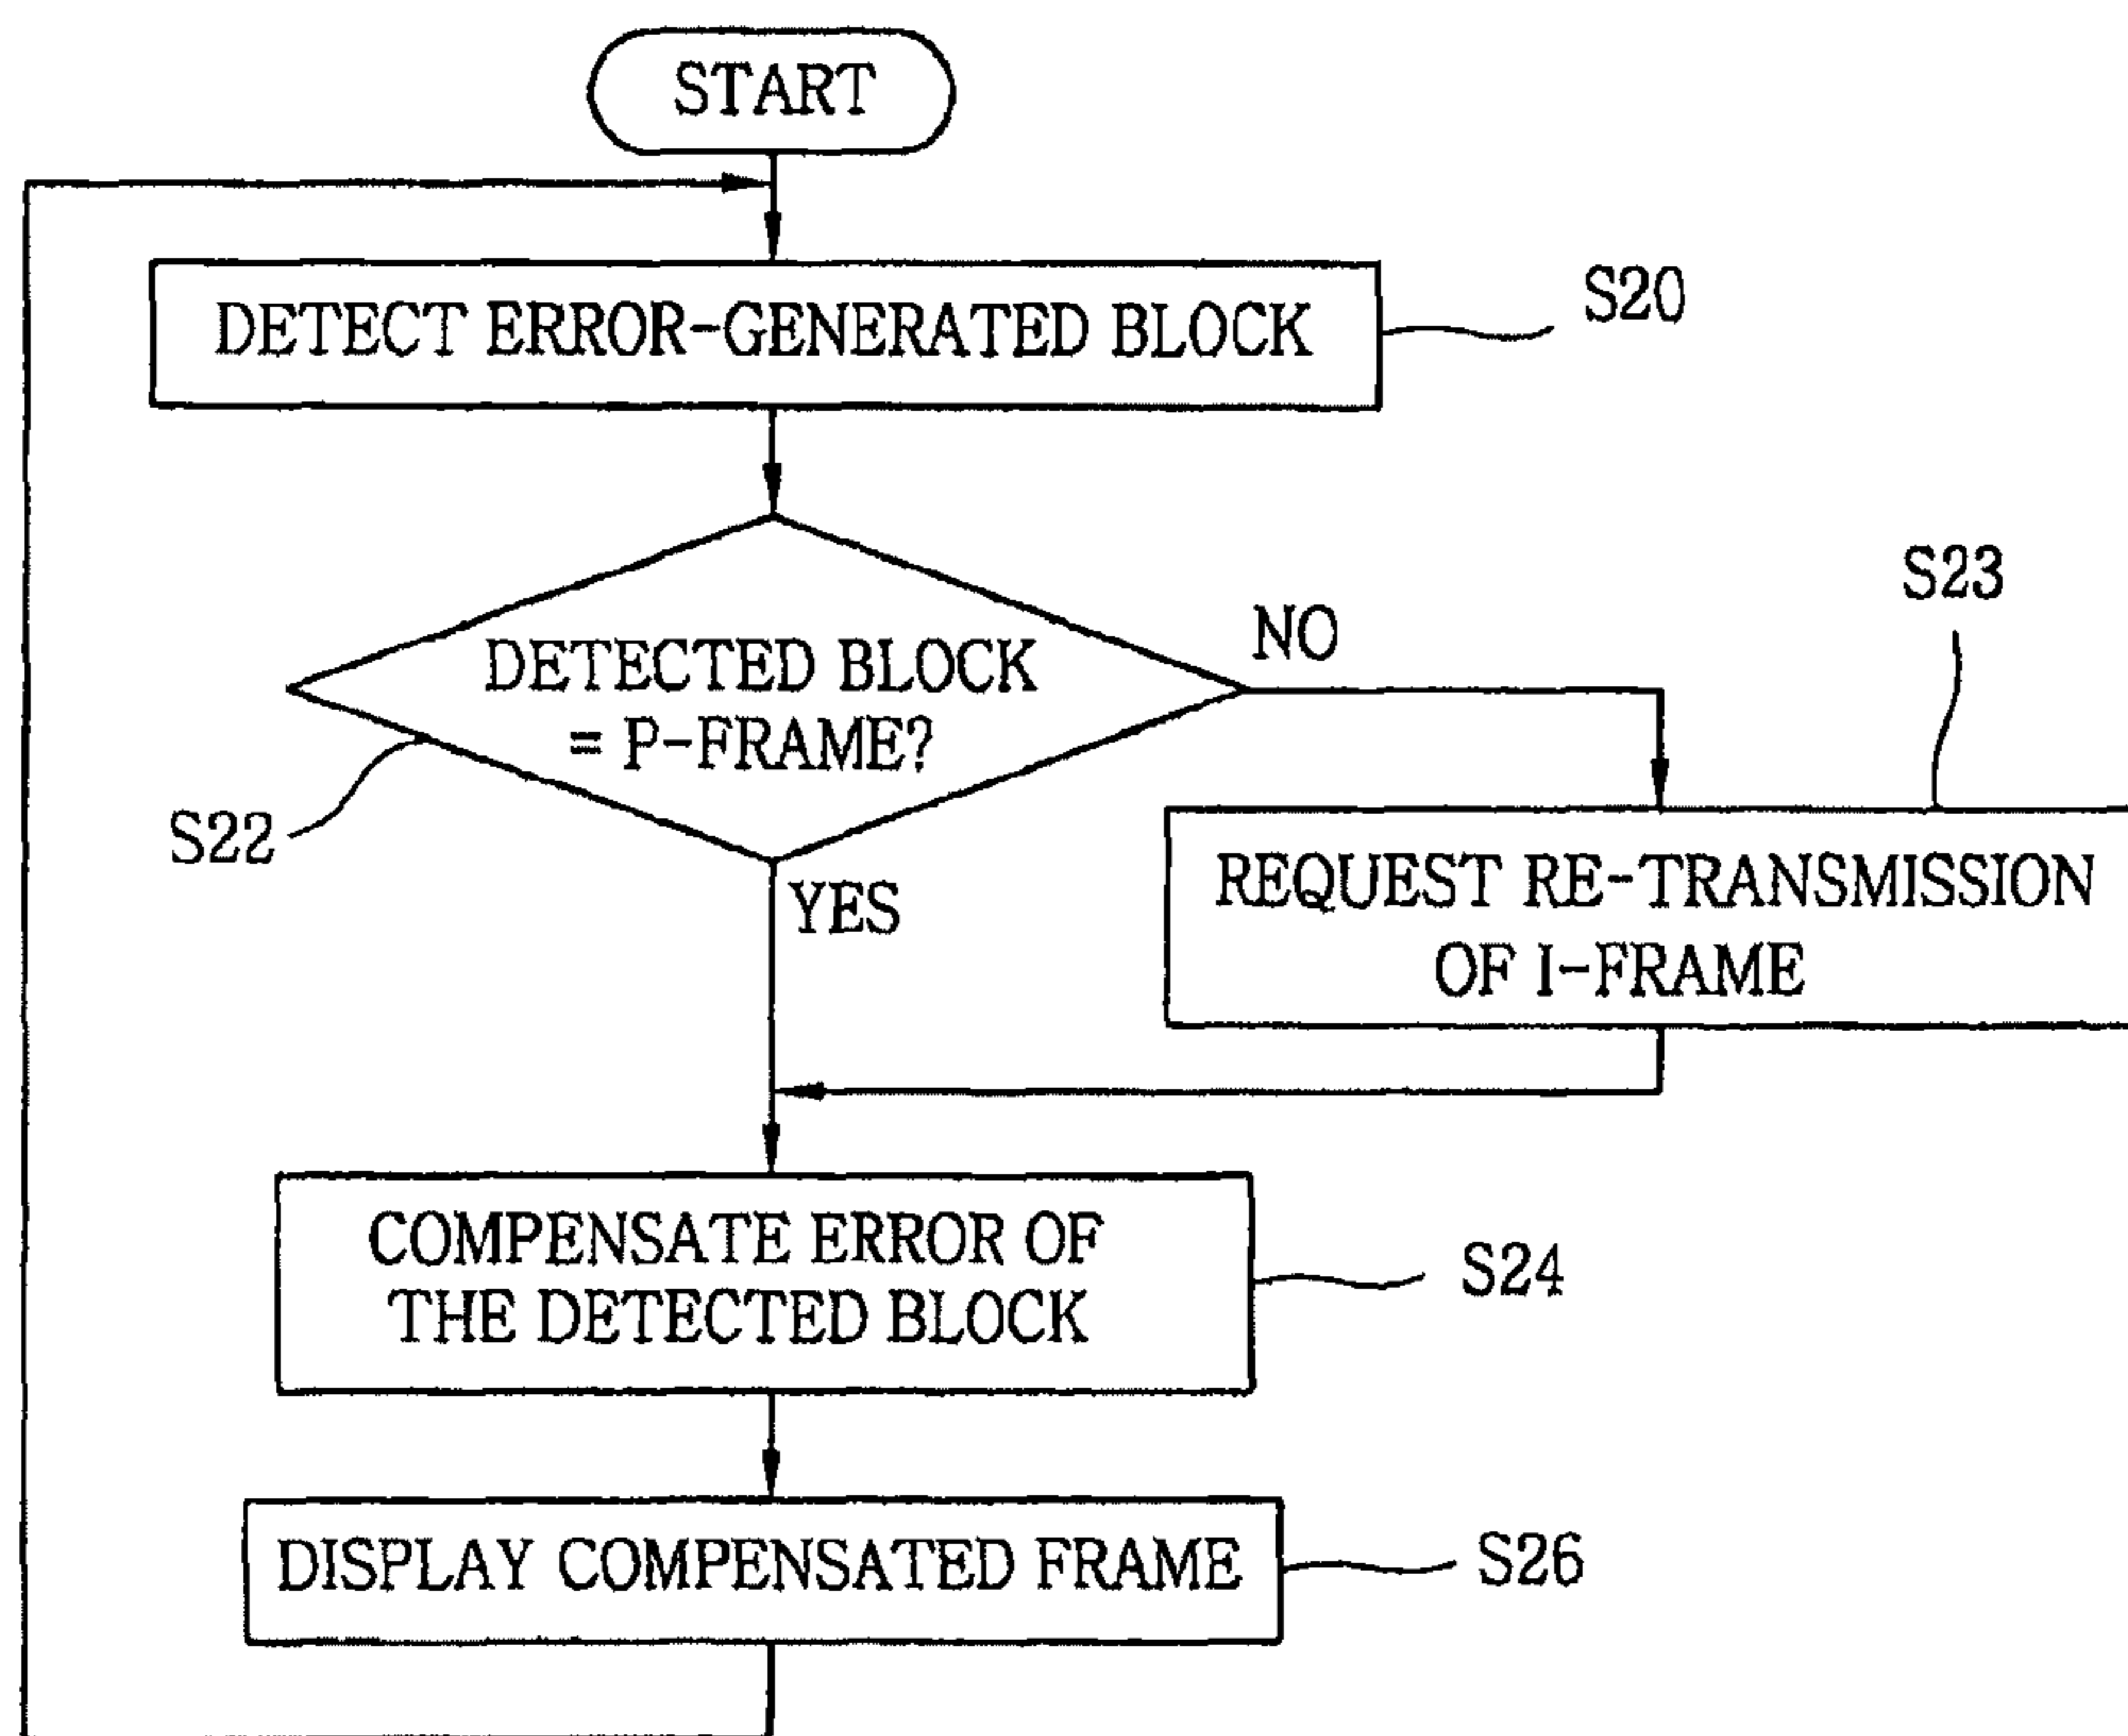 START
DETECT ERROR-GENERATED BLOCK
S20
DETECTED BLOCK
= P-FRAME?
NO
S23
S22
YES
REQUEST RE-TRANSMISSION
OF I-FRAME
COMPENSATE ERROR OF
THE DETECTED BLOCK
S24
DISPLAY COMPENSATED FRAME
S26